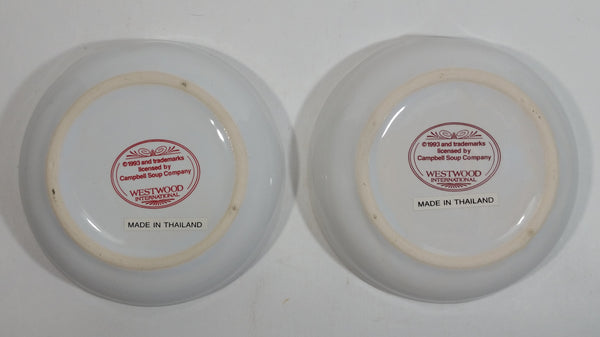 ©1993 and trademarks
licensed by
Campbell Soup Company
WESTWOOD
INTERNATIONAL
MADE IN THAILAND
©1993 and trademarks
licensed by
Campbell Soup Company
WESTWOOD
INTERNATIONAL
MADE IN THAILAND